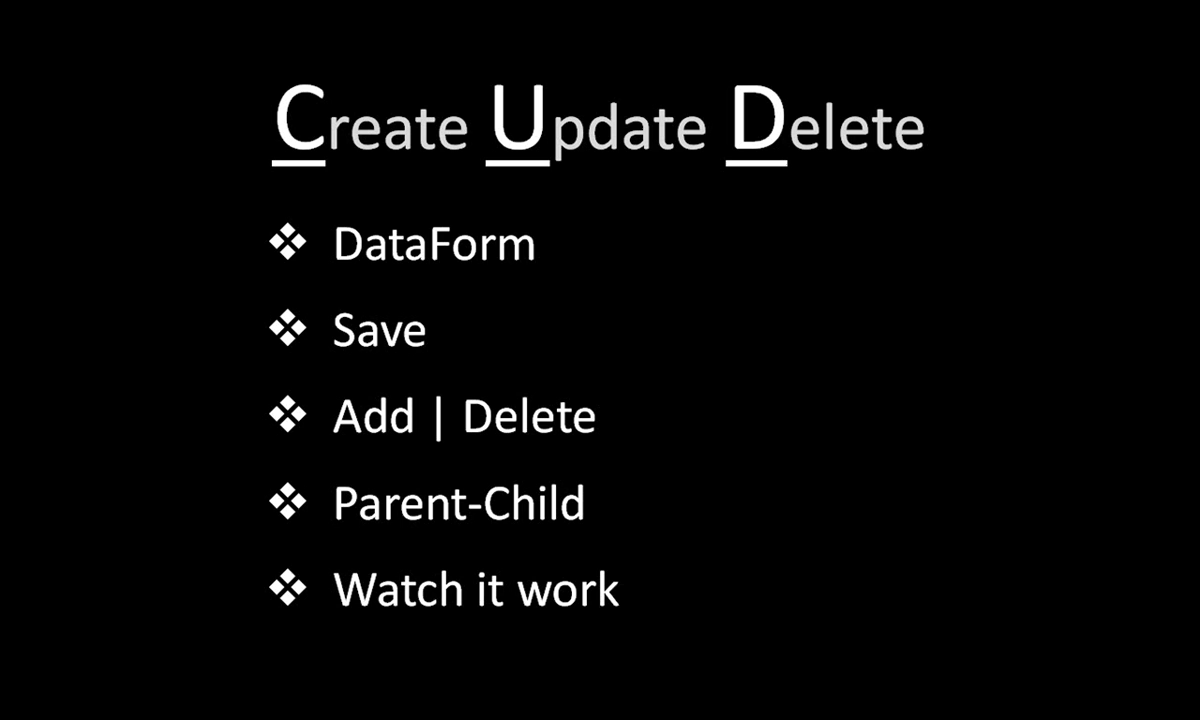 Create Update Delete
❖ DataForm
❖ Save
❖ Add | Delete
❖ Parent-Child
❖ Watch it work